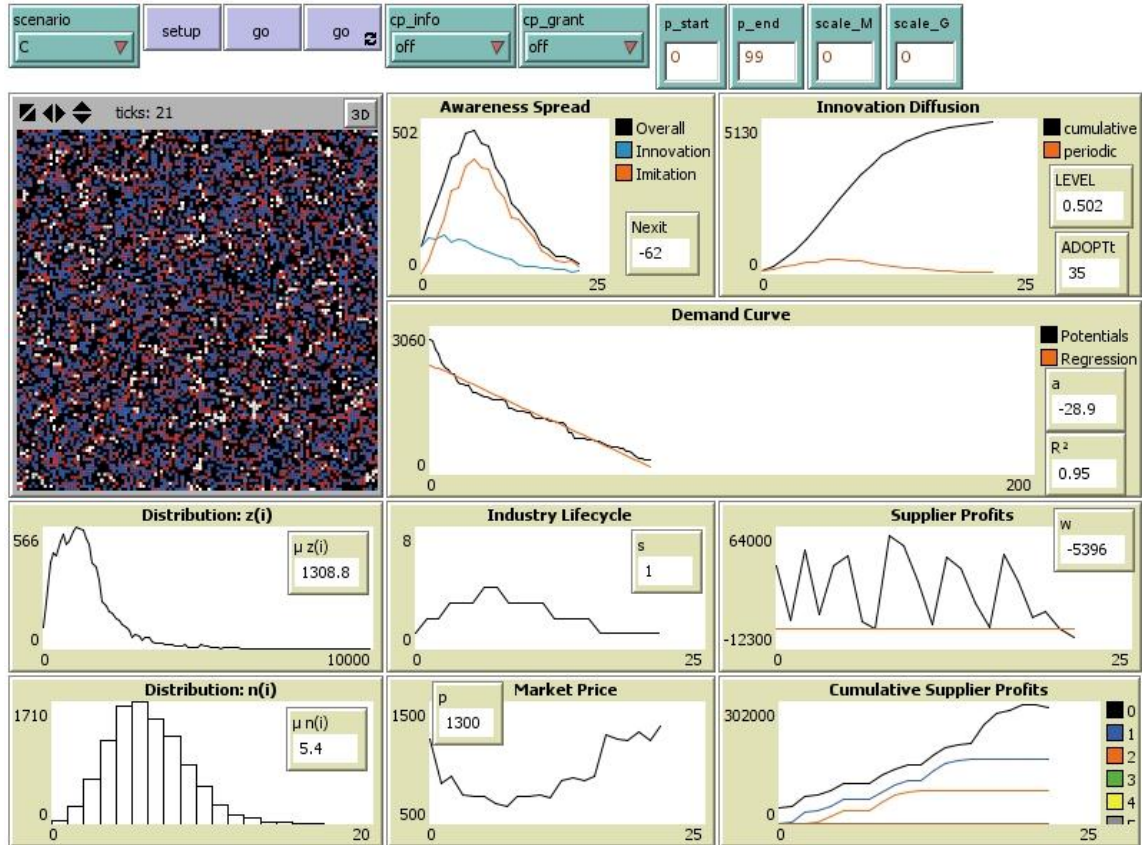 scenario
C
setup
go
go
cp_info
off
cp_grant
off
p_start
0
p_end
99
scale_M
0
scale_G
0
ticks: 21
3D
Awareness Spread
502
0
0
25
Overall
Innovation
Imitation
Nexit
-62
Innovation Diffusion
5130
0
0
25
cumulative
periodic
LEVEL
0.502
ADOPTt
35
Demand Curve
3060
0
0
200
Potentials
Regression
a
-28.9
R²
0.95
Distribution: z(i)
566
0
0
10000
µ z(i)
1308.8
Industry Lifecycle
8
0
0
25
s
1
Supplier Profits
64000
-12300
0
25
w
-5396
Distribution: n(i)
1710
0
0
20
µ n(i)
5.4
Market Price
1500
500
0
25
p
1300
Cumulative Supplier Profits
302000
0
0
25
0
1
2
3
4